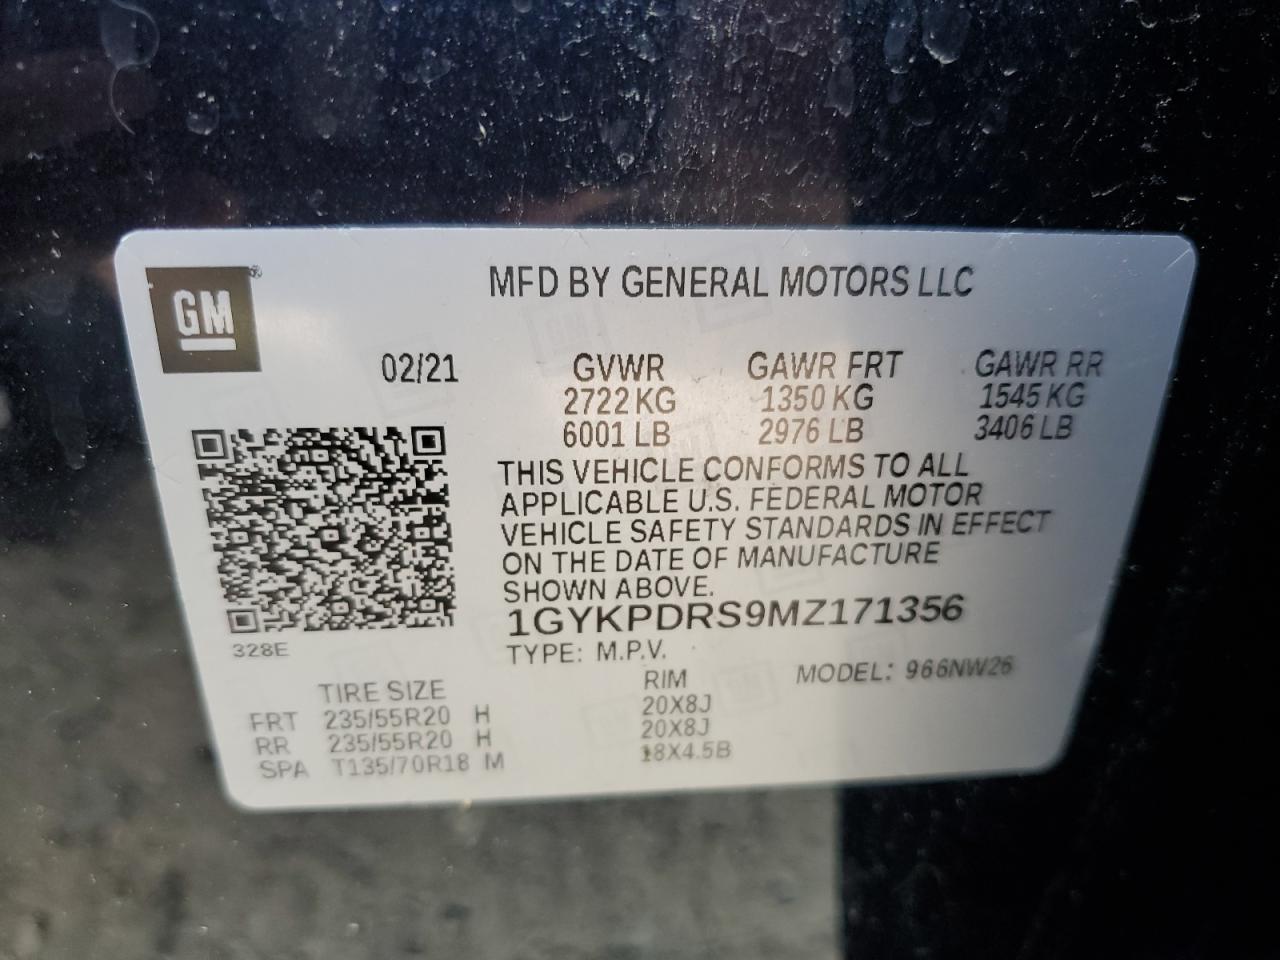 GM®
MFD BY GENERAL MOTORS LLC
02/21 GVWR GAWR FRT GAWR RR
2722 KG 1350 KG 1545 KG
6001 LB 2976 LB 3406 LB
THIS VEHICLE CONFORMS TO ALL
APPLICABLE U.S. FEDERAL MOTOR
VEHICLE SAFETY STANDARDS IN EFFECT
ON THE DATE OF MANUFACTURE
SHOWN ABOVE.
1GYKPDRS9MZ171356
328E
TYPE: M.P.V. MODEL: 966NW26
TIRE SIZE RIM
FRT 235/55R20 H 20X8J
RR 235/55R20 H 20X8J
SPA T135/70R18 M 18X4.5B